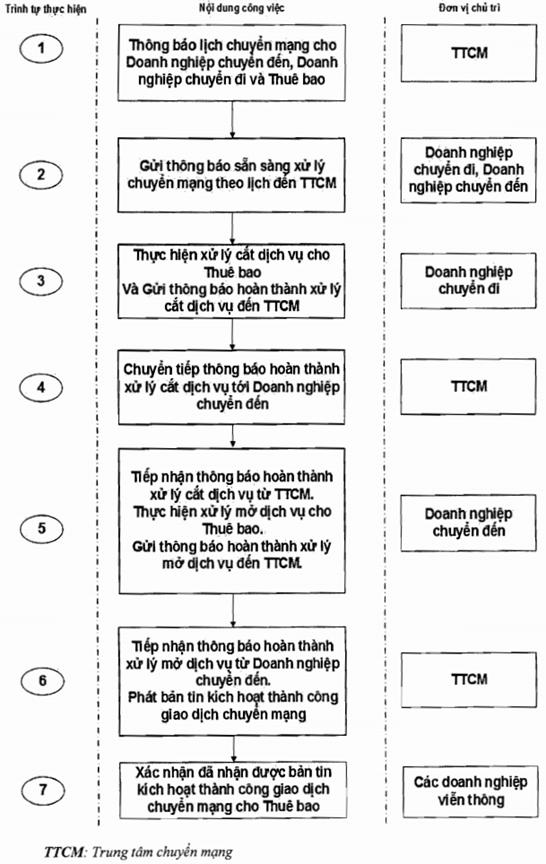 Trình tự thực hiện
Nội dung công việc
Đơn vị chủ trì
1
Thông báo lịch chuyển mạng cho
Doanh nghiệp chuyển đến, Doanh
nghiệp chuyển đi và Thuê bao
TTCM
2
Gửi thông báo sẵn sàng xử lý
chuyển mạng theo lịch đến TTCM
Doanh nghiệp
chuyển đi, Doanh
nghiệp chuyển đến
3
Thực hiện xử lý cắt dịch vụ cho
Thuê bao
Và Gửi thông báo hoàn thành xử lý
cắt dịch vụ đến TTCM
Doanh nghiệp
chuyển đi
4
Chuyển tiếp thông báo hoàn thành
xử lý cắt dịch vụ tới Doanh nghiệp
chuyển đến
TTCM
5
Tiếp nhận thông báo hoàn thành
xử lý cắt dịch vụ từ TTCM.
Thực hiện xử lý mở dịch vụ cho
Thuê bao.
Gửi thông báo hoàn thành xử lý
mở dịch vụ đến TTCM.
Doanh nghiệp
chuyển đến
6
Tiếp nhận thông báo hoàn thành
xử lý mở dịch vụ từ Doanh nghiệp
chuyển đến.
Phát bản tin kích hoạt thành công
giao dịch chuyển mạng
TTCM
7
Xác nhận đã nhận được bản tin
kích hoạt thành công giao dịch
chuyển mạng cho Thuê bao
Các doanh nghiệp
viễn thông
TTCM: Trung tâm chuyển mạng